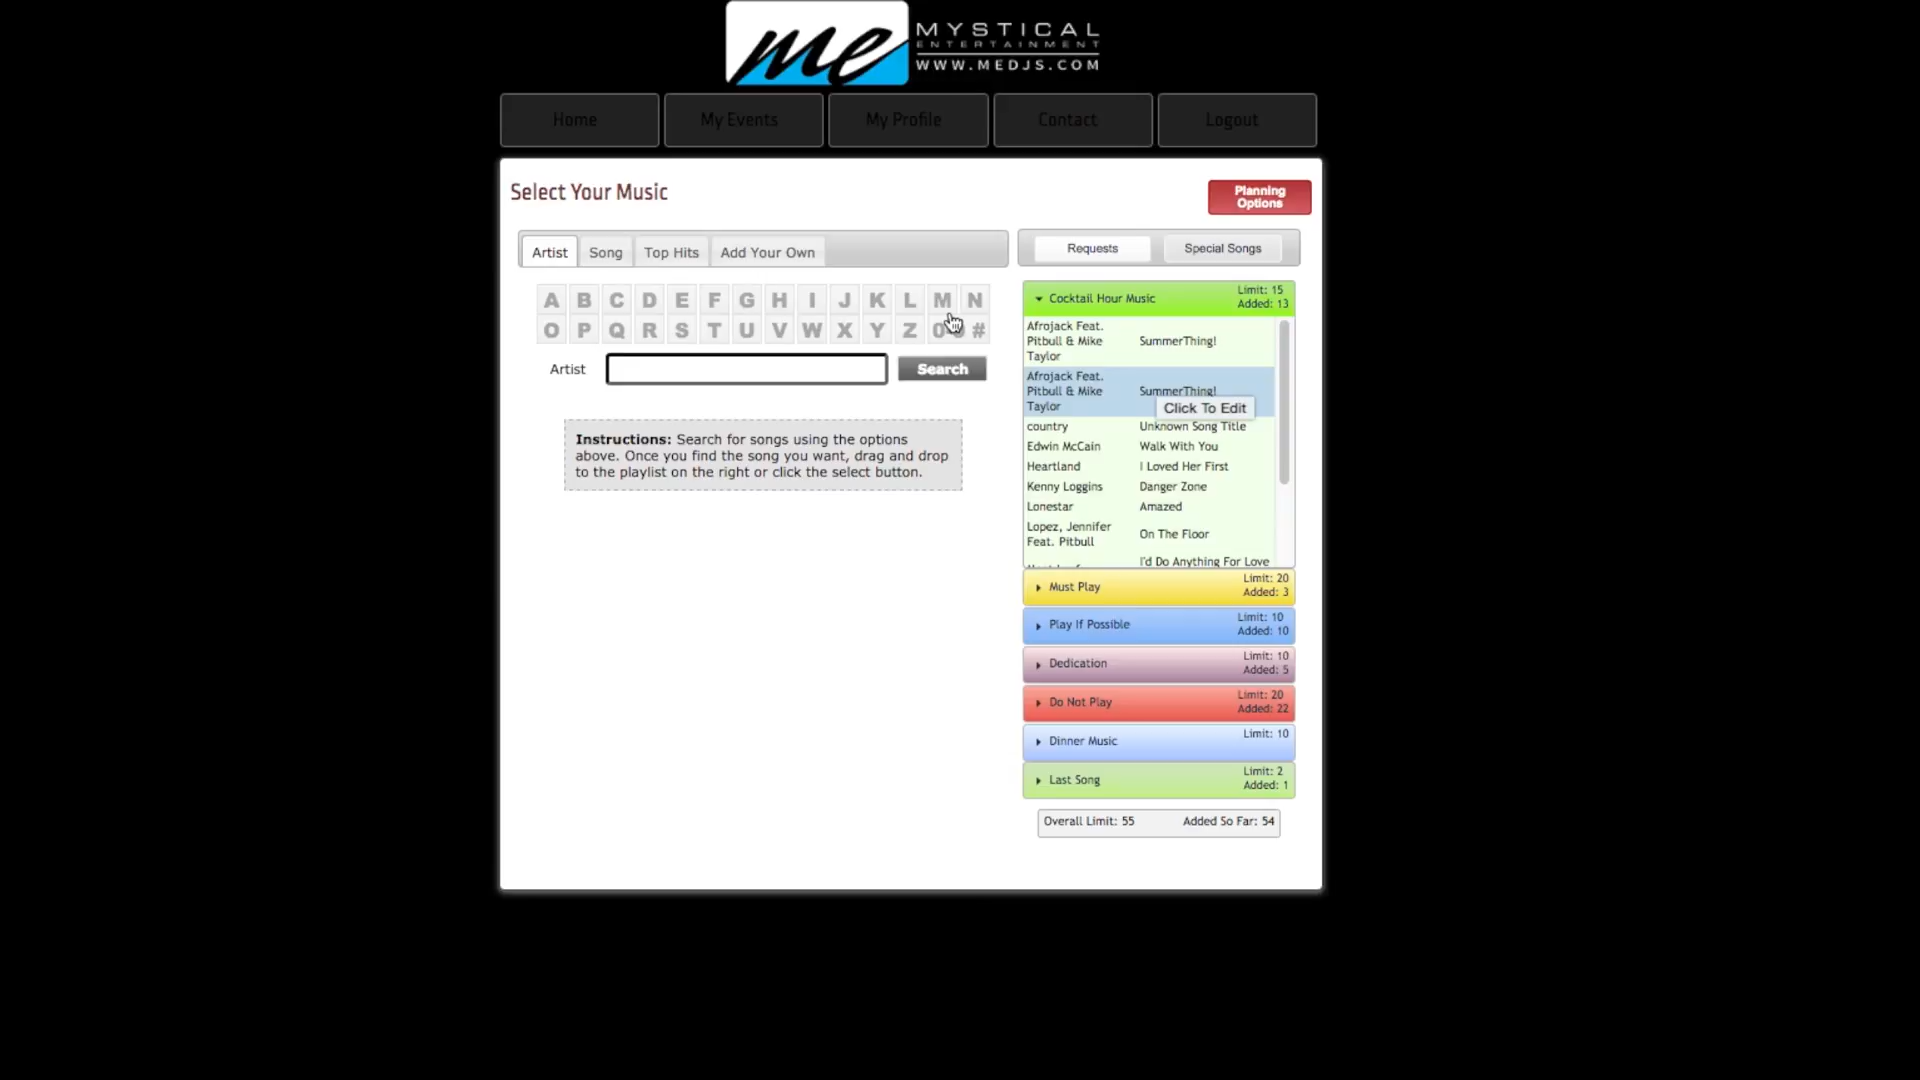 me MYSTICAL
ENTERTAINMENT
WWW.MEDJS.COM
Home My Events My Profile Contact Logout
Select Your Music
Planning
Options
Artist Song Top Hits Add Your Own
Requests Special Songs
A B C D E F G H I J K L M N
O P Q R S T U V W X Y Z #
Artist Search
Instructions: Search for songs using the options
above. Once you find the song you want, drag and drop
to the playlist on the right or click the select button.
Cocktail Hour Music Limit: 15
Added: 13
Afrojack Feat.
Pitbull & Mike SummerThing!
Taylor
Afrojack Feat.
Pitbull & Mike SummerThing!
Taylor
Click To Edit
country Unknown Song Title
Edwin McCain Walk With You
Heartland I Loved Her First
Kenny Loggins Danger Zone
Lonestar Amazed
Lopez, Jennifer On The Floor
Feat. Pitbull
I'd Do Anything For Love
Must Play Limit: 20
Added: 3
Play If Possible Limit: 10
Added: 10
Dedication Limit: 10
Added: 5
Do Not Play Limit: 20
Added: 22
Dinner Music Limit: 10
Last Song Limit: 2
Added: 1
Overall Limit: 55 Added So Far: 54